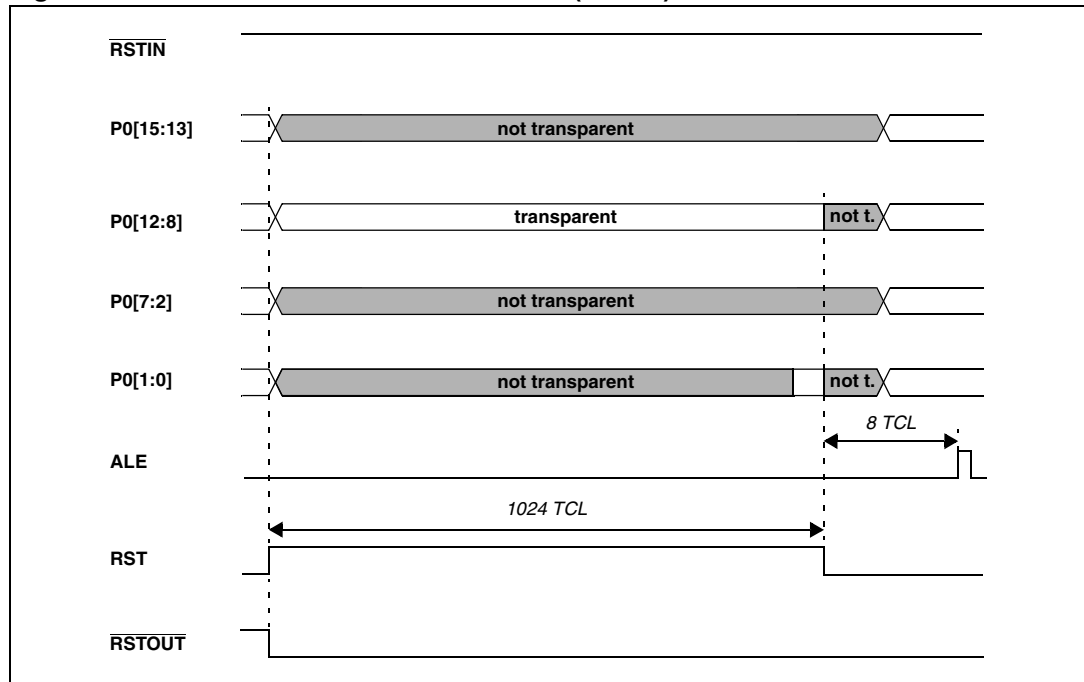 RSTIN
P0[15:13]
not transparent
P0[12:8]
transparent
not t.
P0[7:2]
not transparent
P0[1:0]
not transparent
not t.
8 TCL
ALE
1024 TCL
RST
RSTOUT